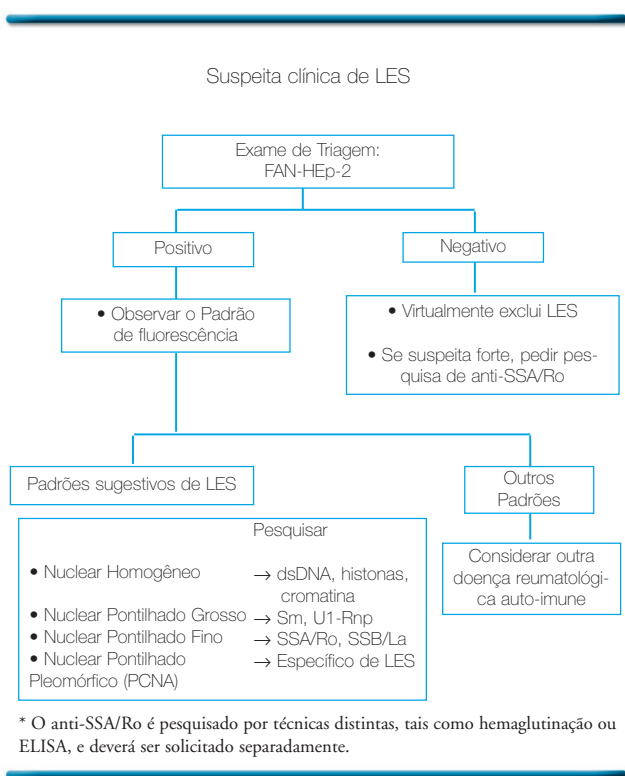 Suspeita clínica de LES
Exame de Triagem:
FAN-HEp-2
Positivo
Negativo
• Observar o Padrão
de fluorescência
• Virtualmente exclui LES
• Se suspeita forte, pedir pes-
quisa de anti-SSA/Ro
Padrões sugestivos de LES
Outros
Padrões
Pesquisar
• Nuclear Homogêneo → dsDNA, histonas,
cromatina
• Nuclear Pontilhado Grosso → Sm, U1-Rnp
• Nuclear Pontilhado Fino → SSA/Ro, SSB/La
• Nuclear Pontilhado → Específico de LES
Pleomórfico (PCNA)
Considerar outra
doença reumatológi-
ca auto-imune
* O anti-SSA/Ro é pesquisado por técnicas distintas, tais como hemaglutinação ou
ELISA, e deverá ser solicitado separadamente.